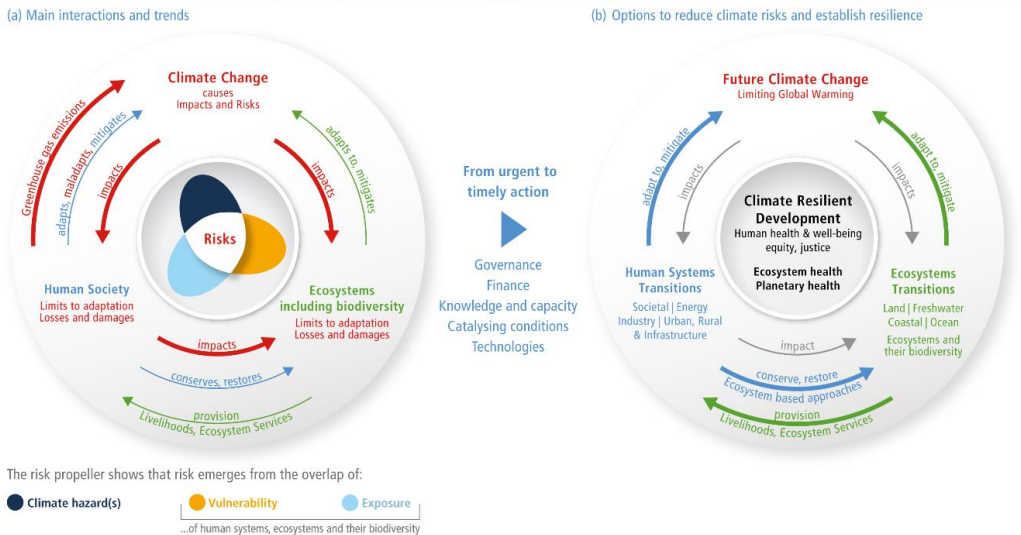 (a) Main interactions and trends
Climate Change
causes
Impacts and Risks
Greenhouse gas emissions
adapts, maladapts, mitigates
impacts
impacts
adapts to, mitigates
Risks
Human Society
Limits to adaptation
Losses and damages
Ecosystems
including biodiversity
Limits to adaptation
Losses and damages
impacts
conserves, restores
provision
Livelihoods, Ecosystem Services
From urgent to
timely action
Governance
Finance
Knowledge and capacity
Catalysing conditions
Technologies
(b) Options to reduce climate risks and establish resilience
Future Climate Change
Limiting Global Warming
adapt to, mitigate
impacts
impacts
adapt to, mitigate
Climate Resilient
Development
Human health & well-being
equity, justice
Ecosystem health
Planetary health
Human Systems
Transitions
Societal | Energy
Industry | Urban, Rural
& Infrastructure
Ecosystems
Transitions
Land | Freshwater
Coastal | Ocean
Ecosystems and
their biodiversity
impact
conserve, restore
Ecosystem based approaches
provision
Livelihoods, Ecosystem Services
The risk propeller shows that risk emerges from the overlap of:
Climate hazard(s)
Vulnerability
Exposure
...of human systems, ecosystems and their biodiversity